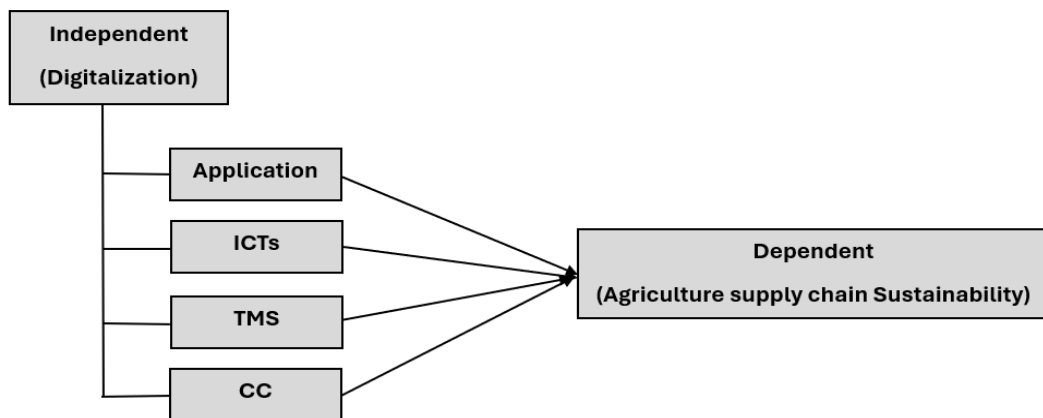 Independent
(Digitalization)
Application
ICTs
TMS
CC
Dependent
(Agriculture supply chain Sustainability)